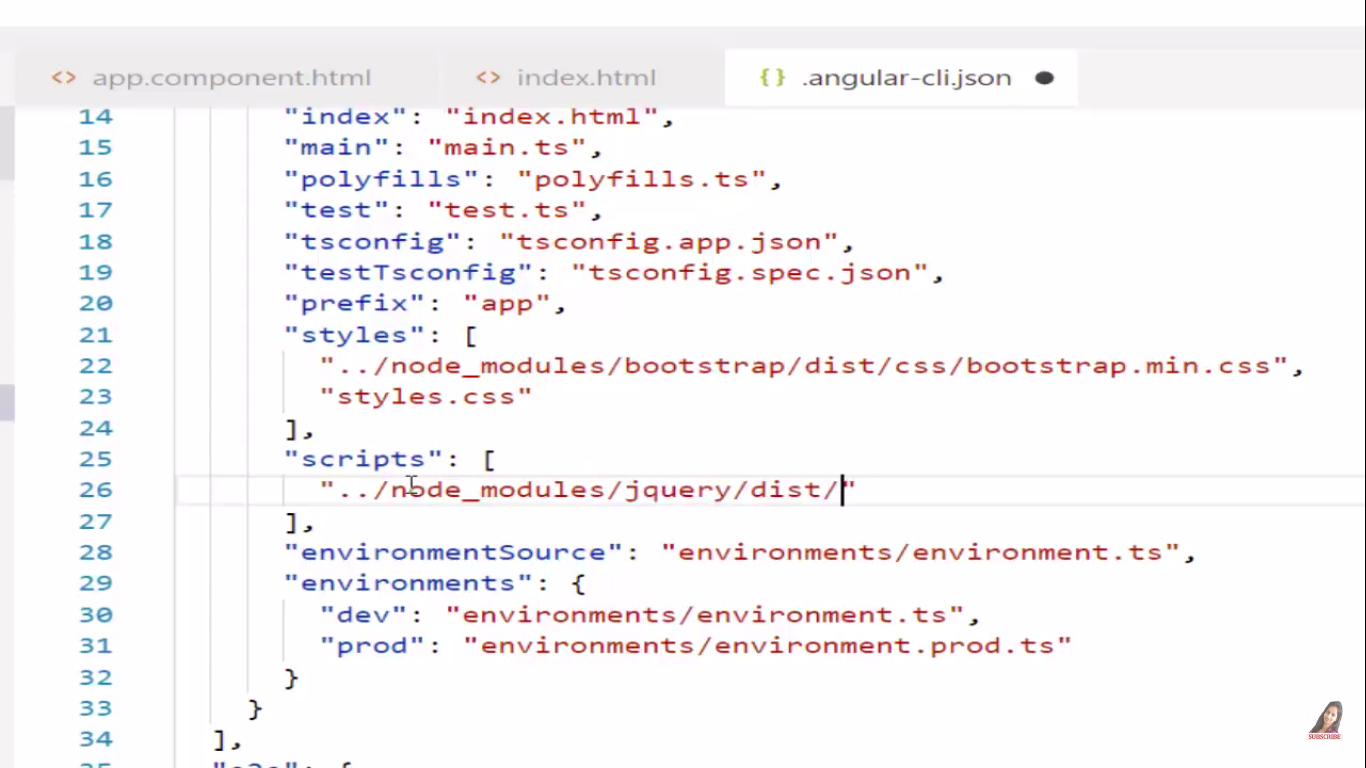 <> app.component.html <> index.html {} .angular-cli.json ●
14 "index": "index.html",
15 "main": "main.ts",
16 "polyfills": "polyfills.ts",
17 "test": "test.ts",
18 "tsconfig": "tsconfig.app.json",
19 "testTsconfig": "tsconfig.spec.json",
20 "prefix": "app",
21 "styles": [
22 "../node_modules/bootstrap/dist/css/bootstrap.min.css",
23 "styles.css"
24 ],
25 "scripts": [
26 "../node_modules/jquery/dist/"
27 ],
28 "environmentSource": "environments/environment.ts",
29 "environments": {
30 "dev": "environments/environment.ts",
31 "prod": "environments/environment.prod.ts"
32 }
33 }
34 ],
SUBSCRIBE